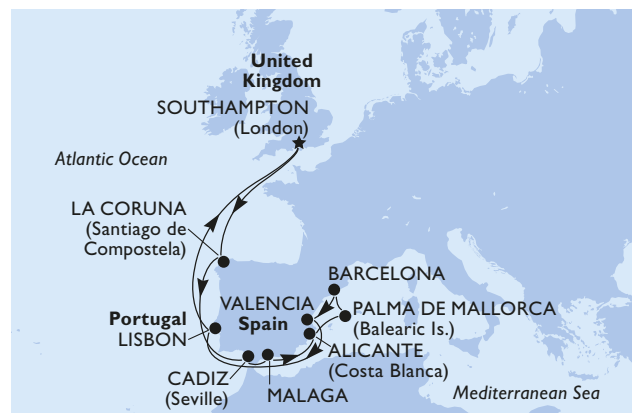 United
Kingdom
SOUTHAMPTON
(London)
Atlantic Ocean
LA CORUNA
(Santiago de
Compostela)
BARCELONA
VALENCIA
PALMA DE MALLORCA
(Balearic Is.)
Portugal
LISBON
Spain
ALICANTE
(Costa Blanca)
CADIZ
(Seville)
MALAGA
Mediterranean Sea